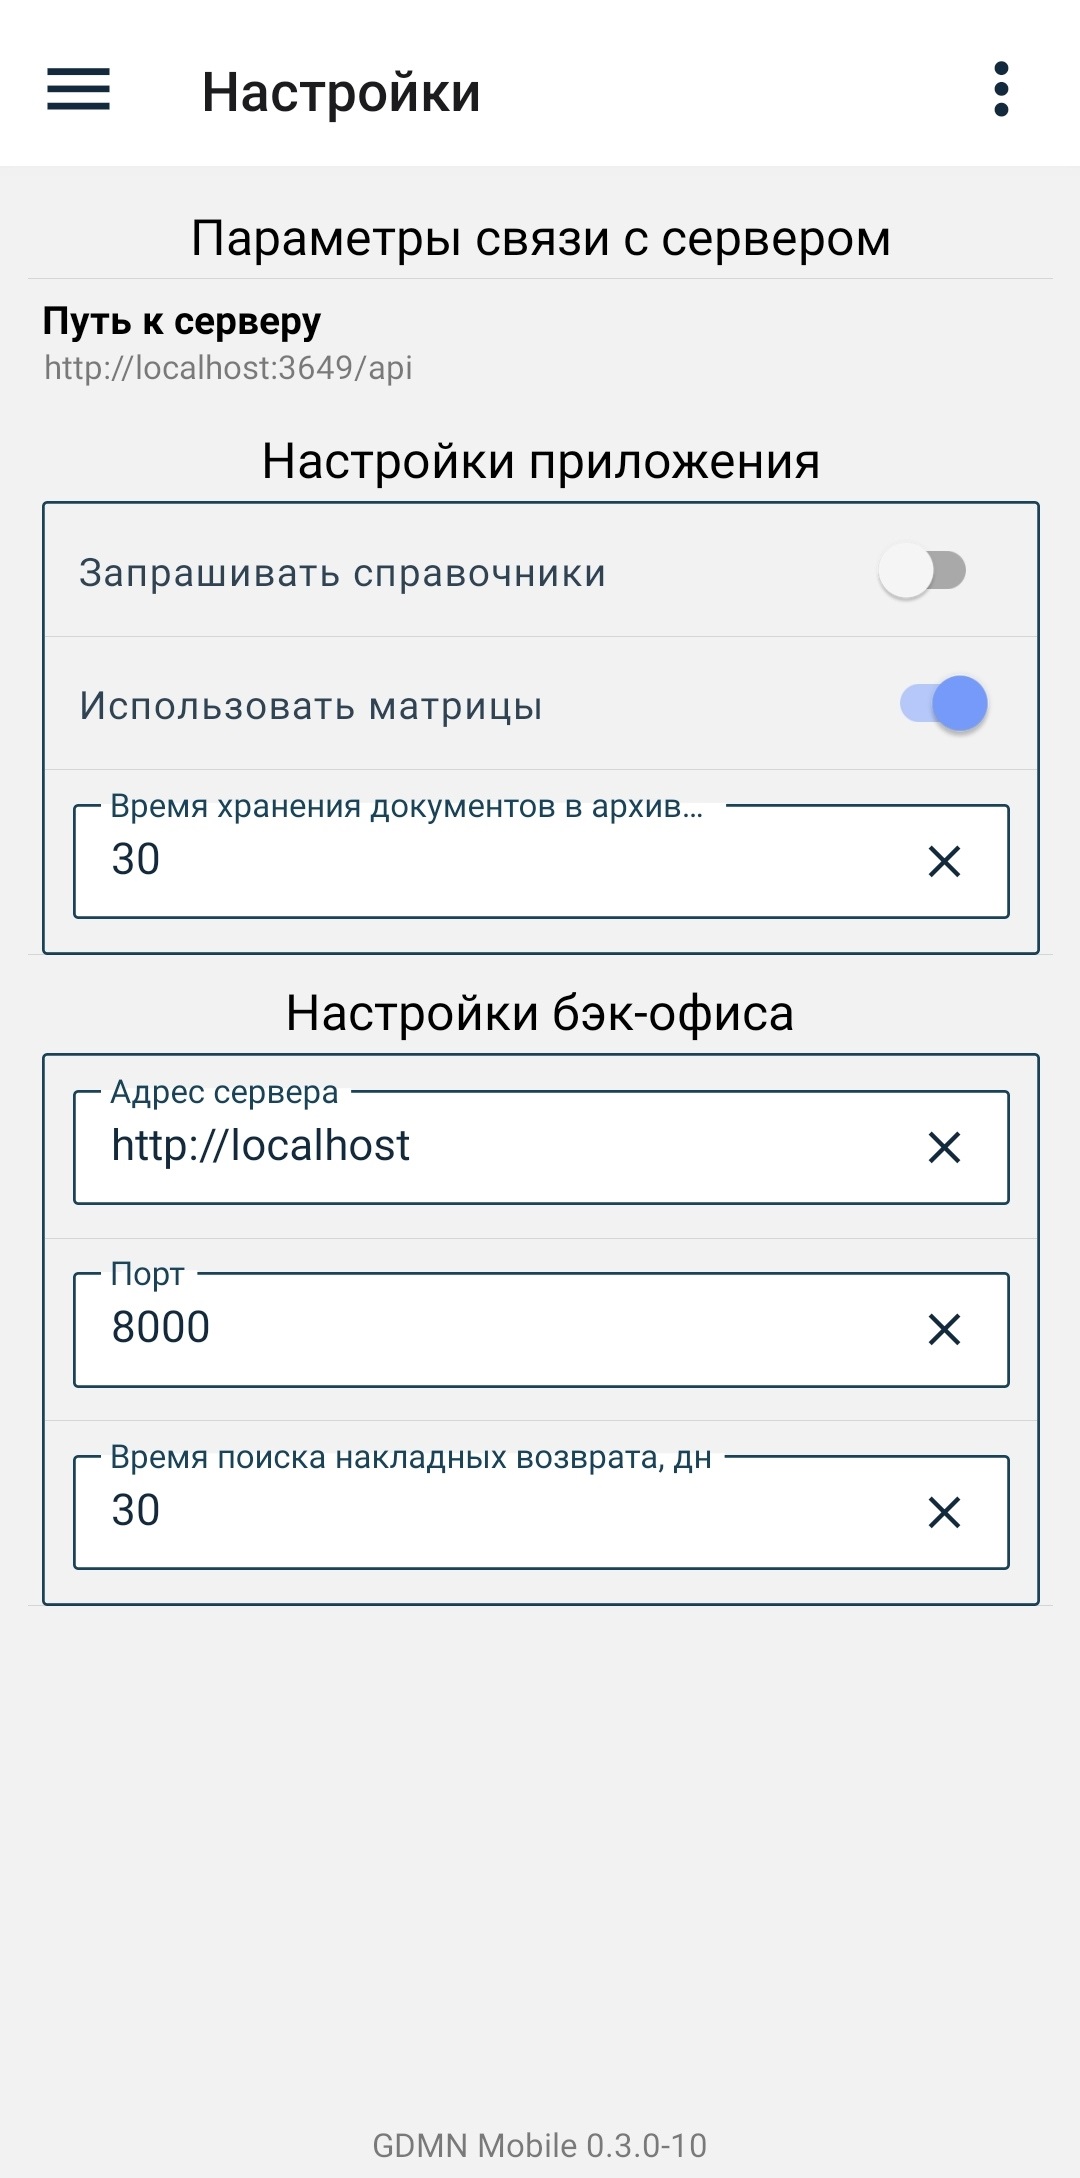 Настройки
Параметры связи с сервером
Путь к серверу
http://localhost:3649/api
Настройки приложения
Запрашивать справочники
Использовать матрицы
Время хранения документов в архив...
30
Настройки бэк-офиса
Адрес сервера
http://localhost
Порт
8000
Время поиска накладных возврата, дн
30
GDMN Mobile 0.3.0-10